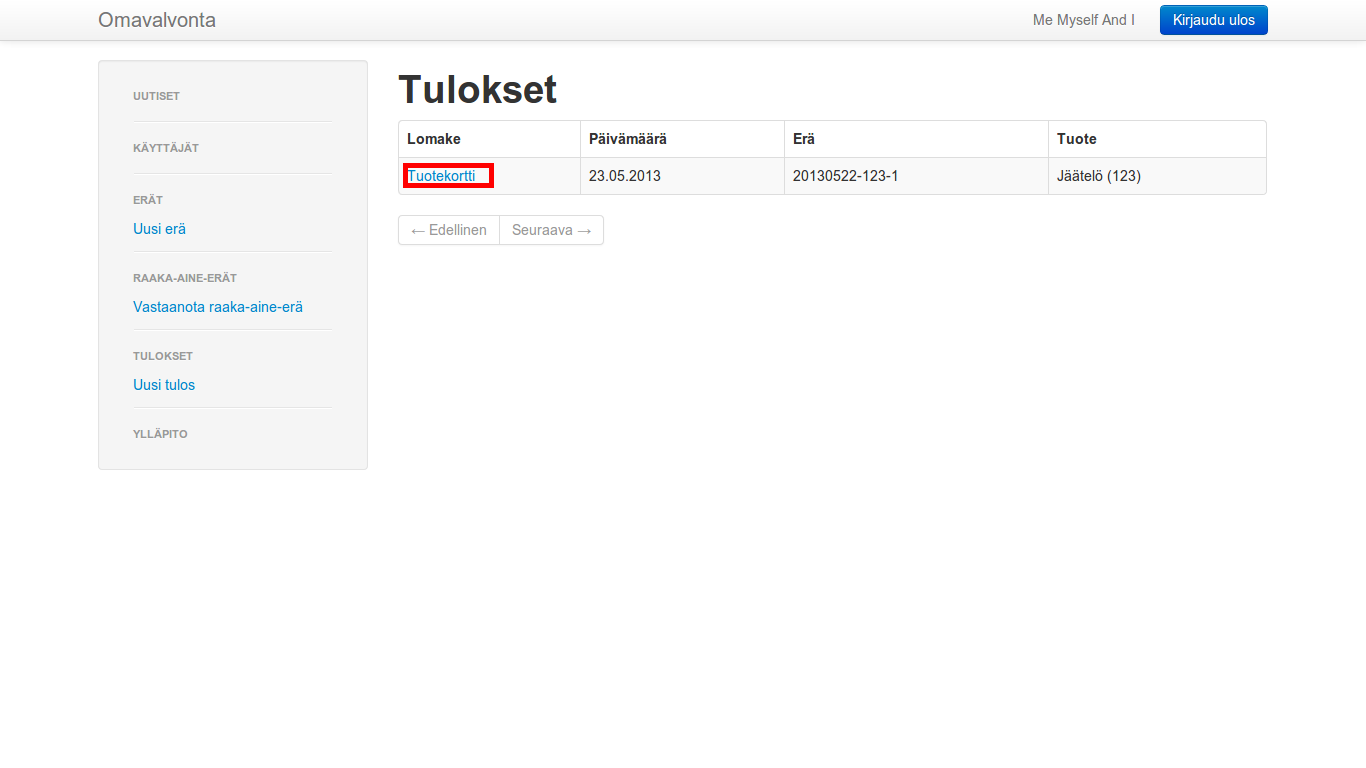 Omavalvonta
Me Myself And I
Kirjaudu ulos
UUTISET
KÄYTTÄJÄT
ERÄT
Uusi erä
RAAKA-AINE-ERÄT
Vastaanota raaka-aine-erä
TULOKSET
Uusi tulos
YLLÄPITO
Tulokset
Lomake Päivämäärä Erä Tuote
Tuotekortti 23.05.2013 20130522-123-1 Jäätelö (123)
← Edellinen Seuraava →